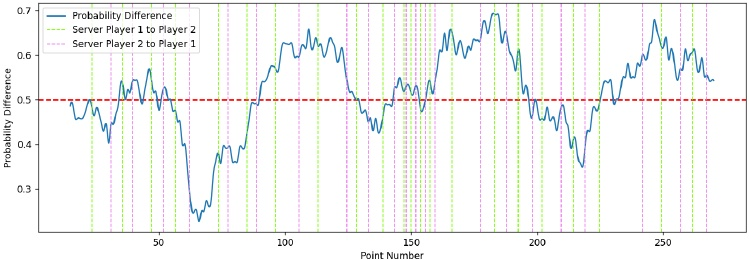 Probability Difference
Server Player 1 to Player 2
Server Player 2 to Player 1
0.7
0.6
0.5
0.4
0.3
Probability Difference
50
100
150
200
250
Point Number